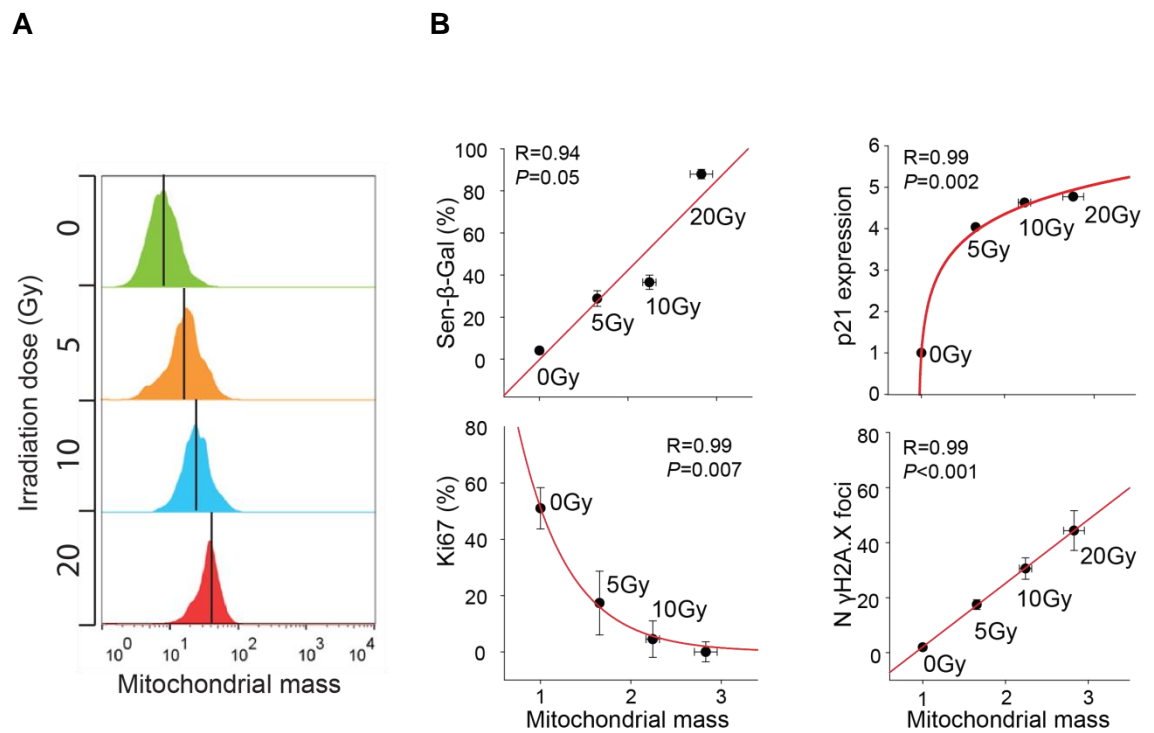 A
B
Irradiation dose (Gy)
0
5
10
20
10⁰
10¹
10²
10³
10⁴
Mitochondrial mass
R=0.94
P=0.05
Sen-β-Gal (%)
100
80
60
40
20
0
0Gy
5Gy
10Gy
20Gy
R=0.99
P=0.002
p21 expression
6
5
4
3
2
1
0
0Gy
5Gy
10Gy
20Gy
R=0.99
P=0.007
Ki67 (%)
80
60
40
20
0
0Gy
5Gy
10Gy
1
2
3
Mitochondrial mass
R=0.99
P<0.001
N γH2A.X foci
80
60
40
20
0
0Gy
5Gy
10Gy
20Gy
1
2
3
Mitochondrial mass